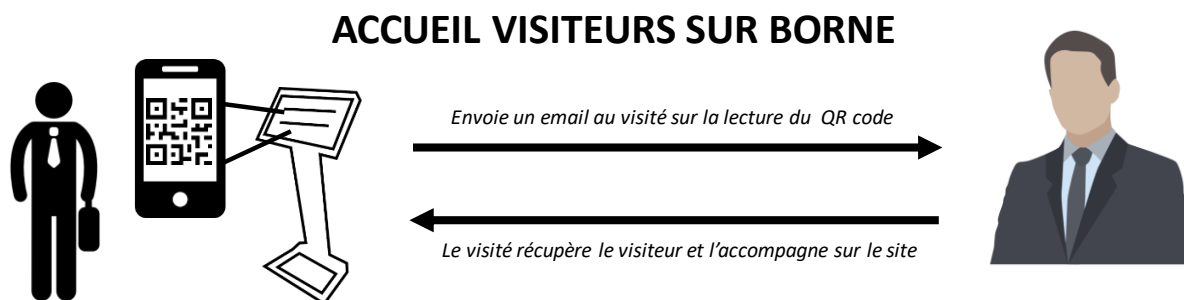 ACCUEIL VISITEURS SUR BORNE
Envoie un email au visité sur la lecture du QR code
Le visité récupère le visiteur et l'accompagne sur le site